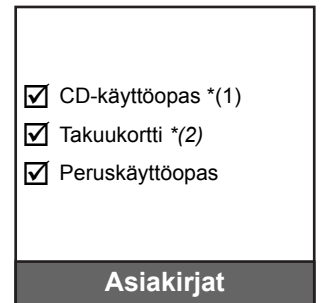 CD-käyttöopas *(1)
Takuukortti *(2)
Peruskäyttöopas
Asiakirjat